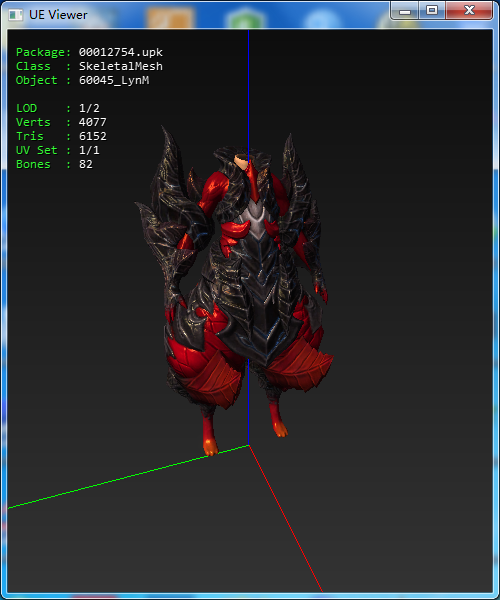 UE Viewer
Package: 00012754.upk
Class : SkeletalMesh
Object : 60045_LynM
LOD : 1/2
Verts : 4077
Tris : 6152
UV Set : 1/1
Bones : 82